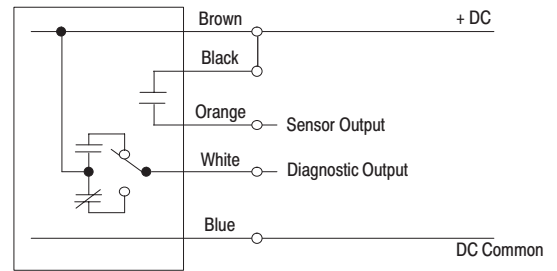 Brown
+ DC
Black
Orange
Sensor Output
White
Diagnostic Output
Blue
DC Common